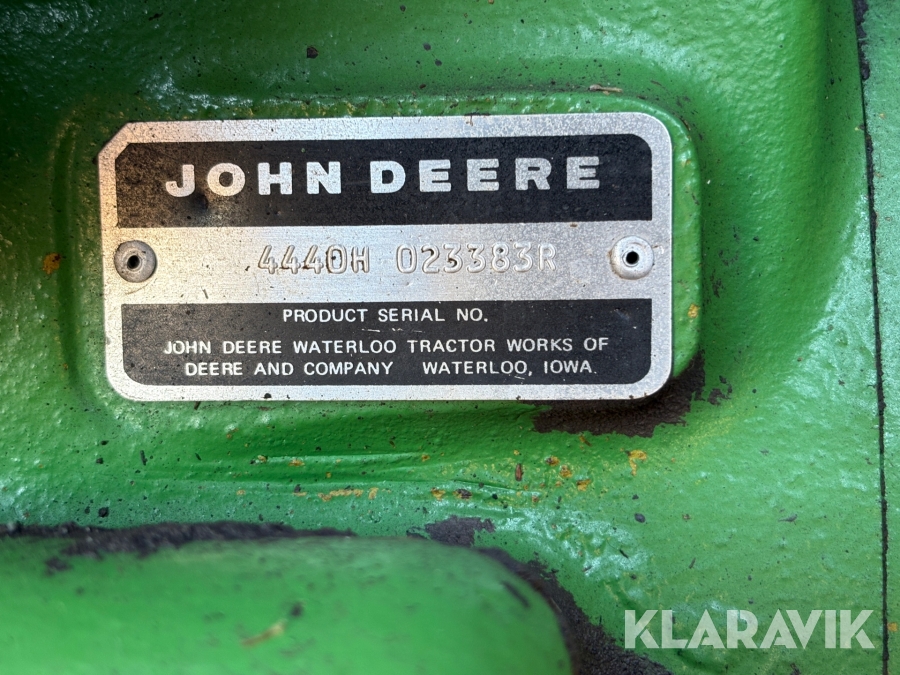 JOHN DEERE
4440H 023383R
PRODUCT SERIAL NO.
JOHN DEERE WATERLOO TRACTOR WORKS OF
DEERE AND COMPANY WATERLOO, IOWA.
KLARAVIK